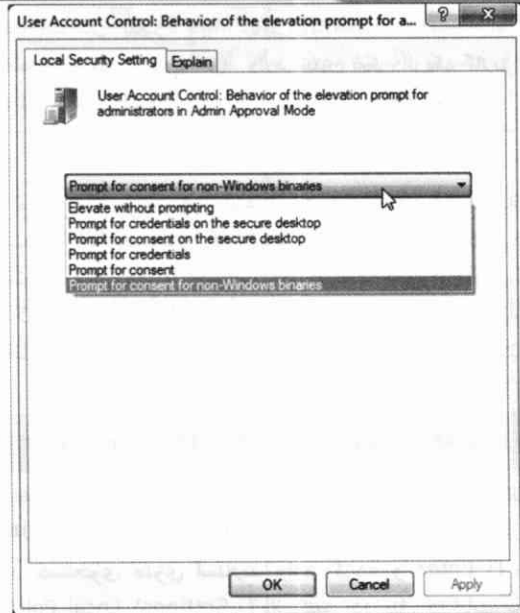 User Account Control: Behavior of the elevation prompt for a...
Local Security Setting
Explain
User Account Control: Behavior of the elevation prompt for
administrators in Admin Approval Mode
Prompt for consent for non-Windows binaries
Elevate without prompting
Prompt for credentials on the secure desktop
Prompt for consent on the secure desktop
Prompt for credentials
Prompt for consent
Prompt for consent for non-Windows binaries
OK
Cancel
Apply